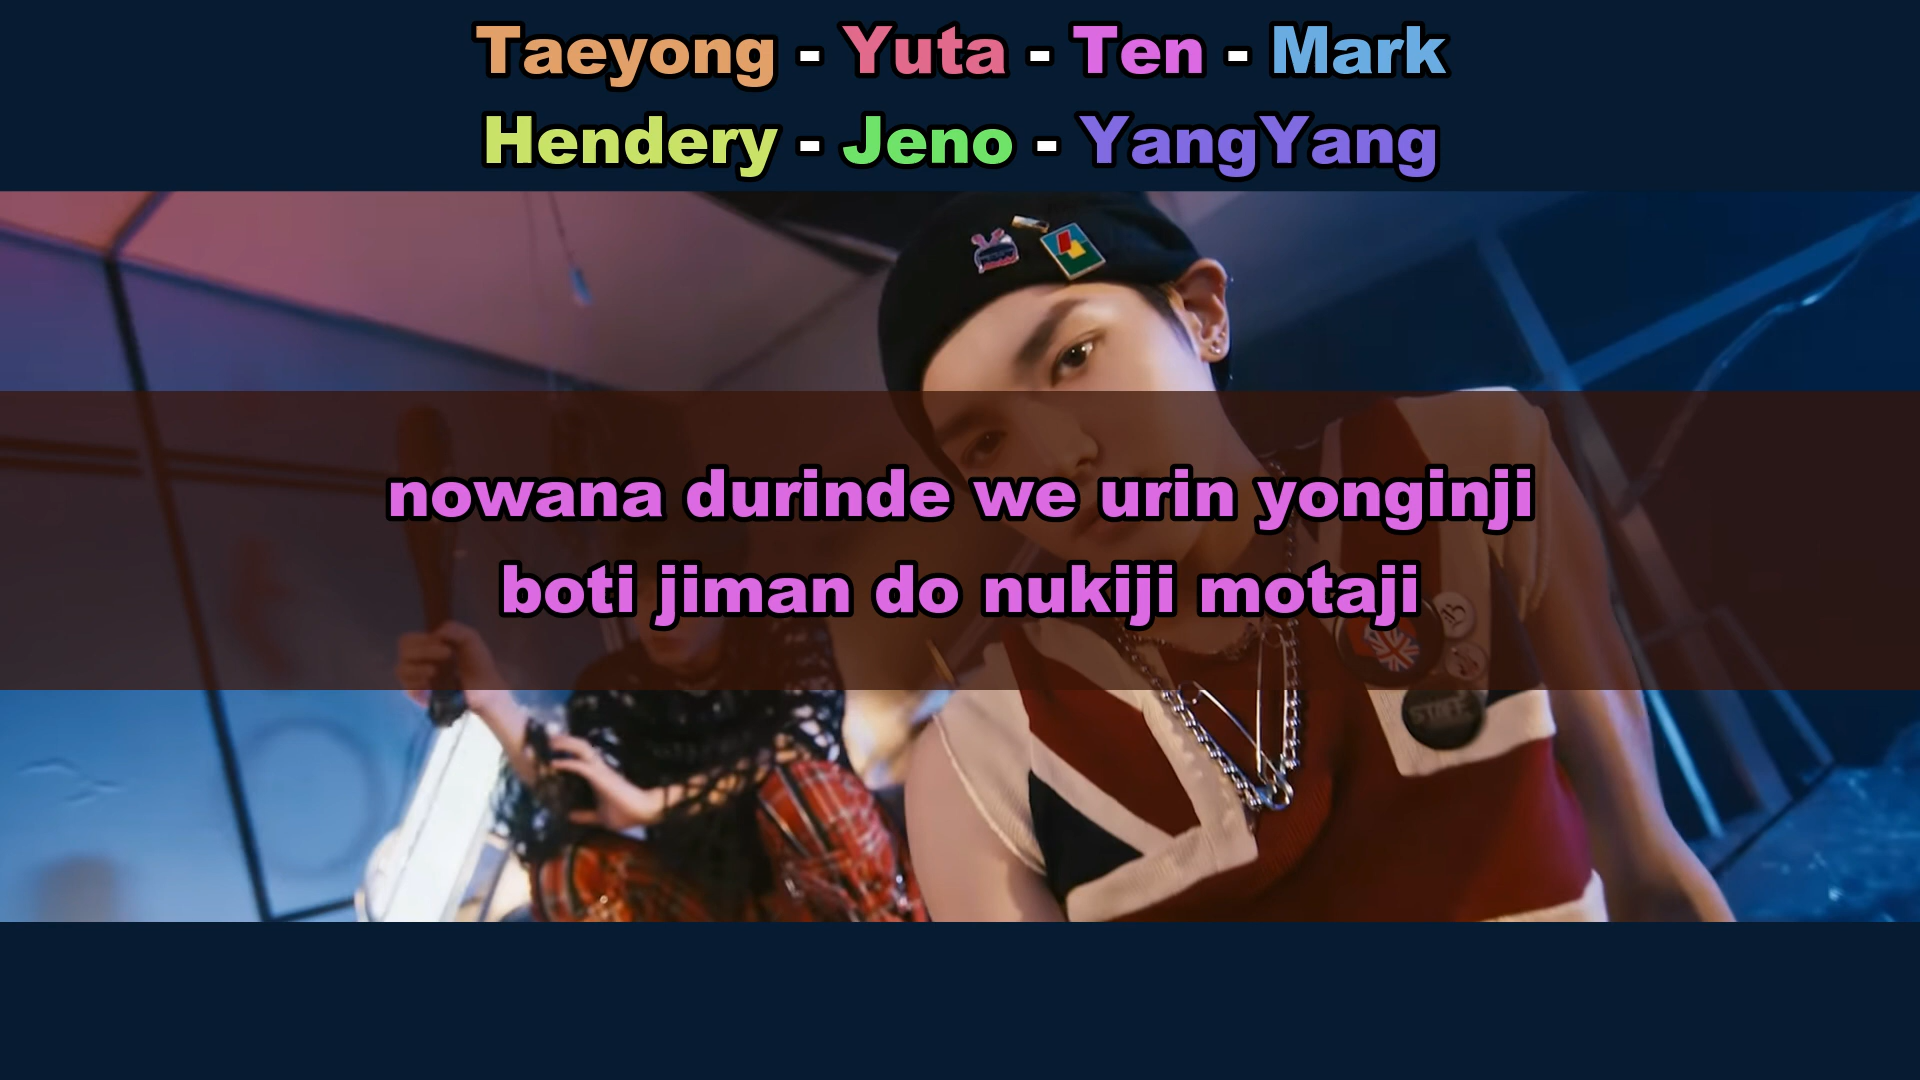 Taeyong - Yuta - Ten - Mark
Hendery - Jeno - YangYang
nowana durinde we urin yonginji
boti jiman do nukiji motaji